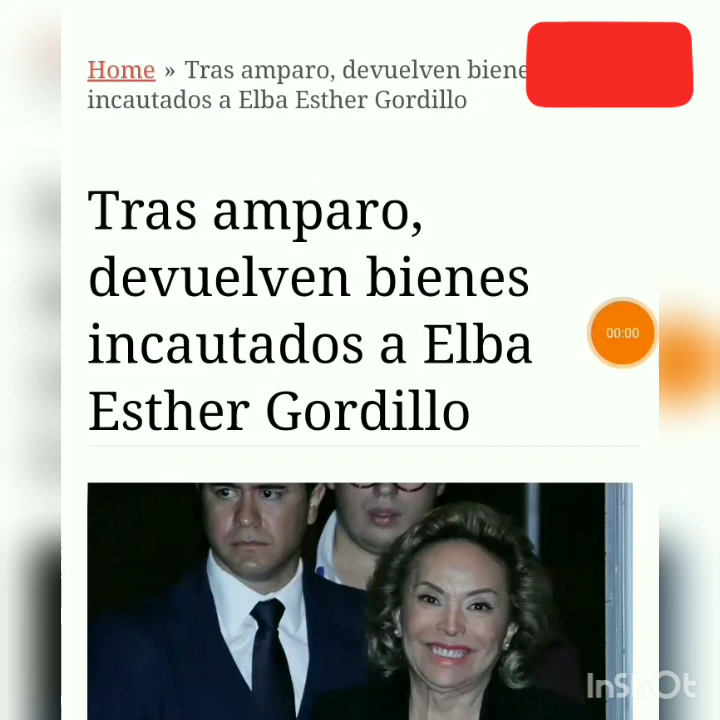 Home » Tras amparo, devuelven biene
incautados a Elba Esther Gordillo
Tras amparo,
devuelven bienes
incautados a Elba
Esther Gordillo
00:00
InShOt